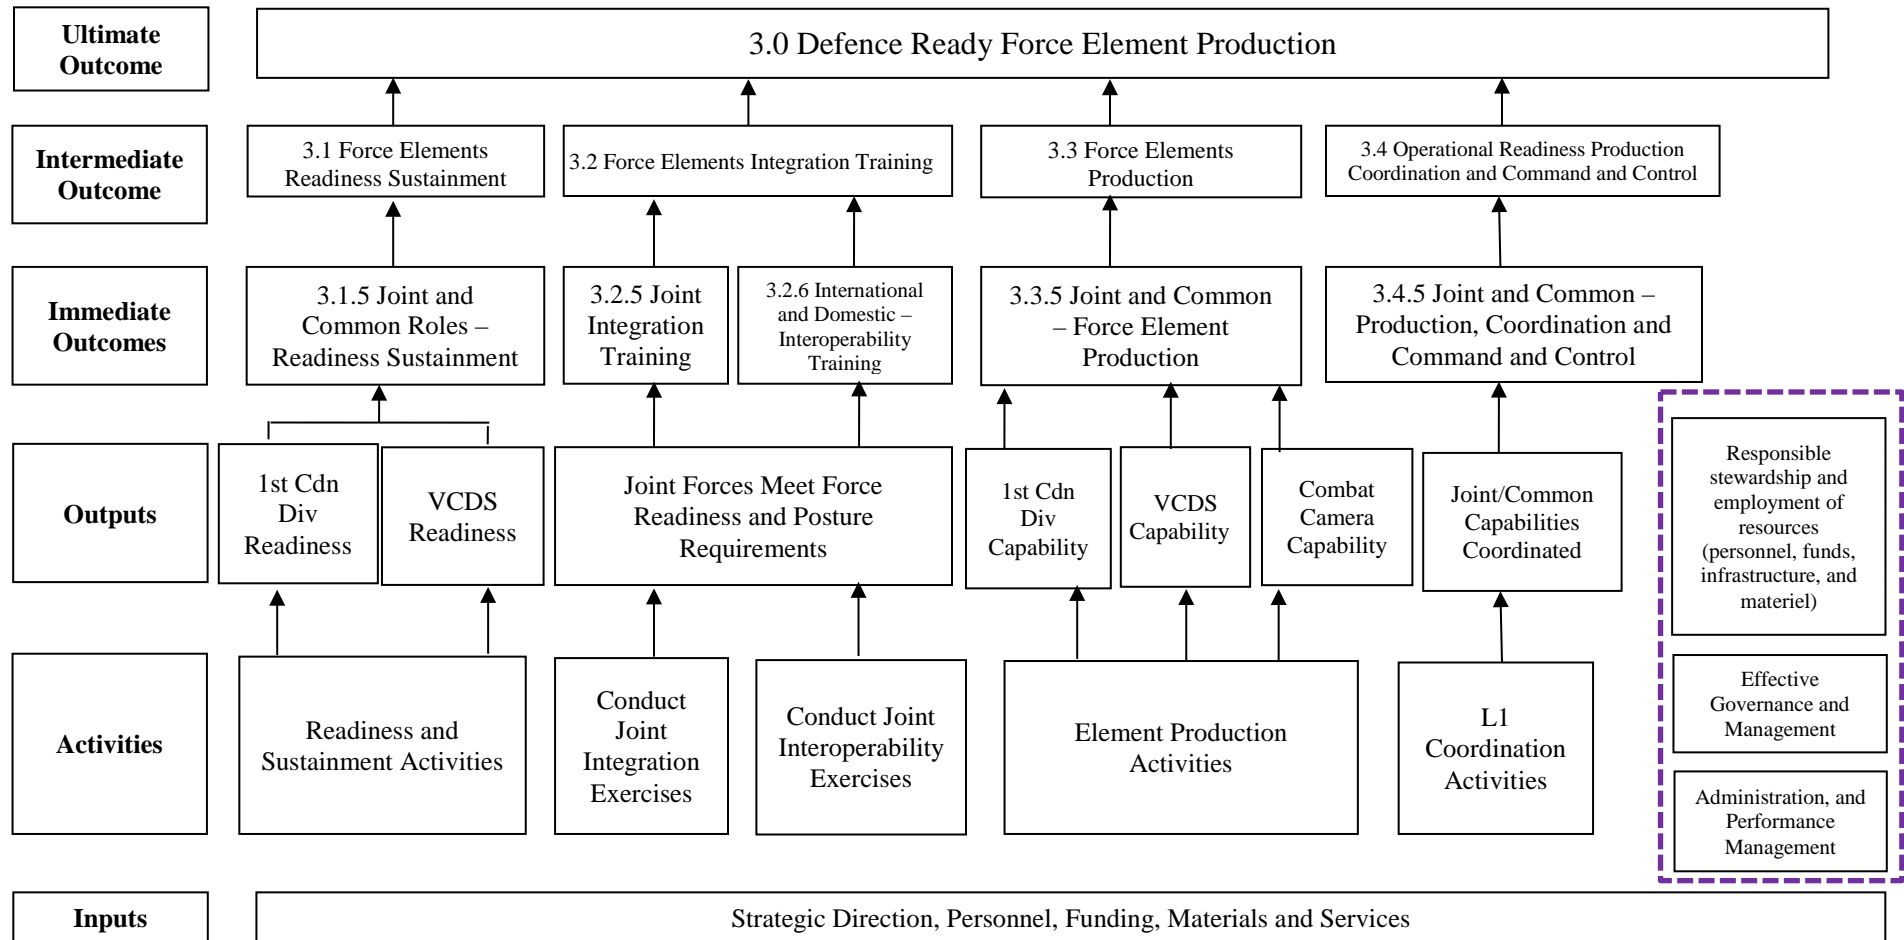 Ultimate
Outcome
3.0 Defence Ready Force Element Production
Intermediate
Outcome
3.1 Force Elements
Readiness Sustainment
3.2 Force Elements Integration Training
3.3 Force Elements
Production
3.4 Operational Readiness Production
Coordination and Command and Control
Immediate
Outcomes
3.1.5 Joint and
Common Roles –
Readiness Sustainment
3.2.5 Joint
Integration
Training
3.2.6 International
and Domestic –
Interoperability
Training
3.3.5 Joint and Common
– Force Element
Production
3.4.5 Joint and Common –
Production, Coordination and
Command and Control
Outputs
1st Cdn
Div
Readiness
VCDS
Readiness
Joint Forces Meet Force
Readiness and Posture
Requirements
1st Cdn
Div
Capability
VCDS
Capability
Combat
Camera
Capability
Joint/Common
Capabilities
Coordinated
Responsible
stewardship and
employment of
resources
(personnel, funds,
infrastructure, and
materiel)
Activities
Readiness and
Sustainment Activities
Conduct
Joint
Integration
Exercises
Conduct Joint
Interoperability
Exercises
Element Production
Activities
L1
Coordination
Activities
Effective
Governance and
Management
Administration, and
Performance
Management
Inputs
Strategic Direction, Personnel, Funding, Materials and Services